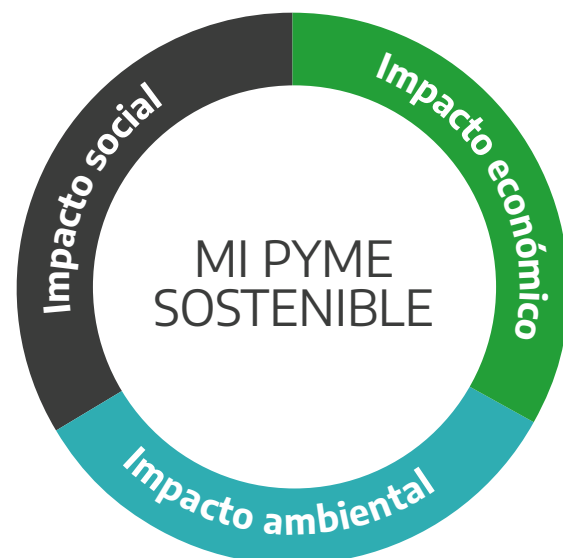 Impacto social
Impacto económico
MI PYME
SOSTENIBLE
Impacto ambiental